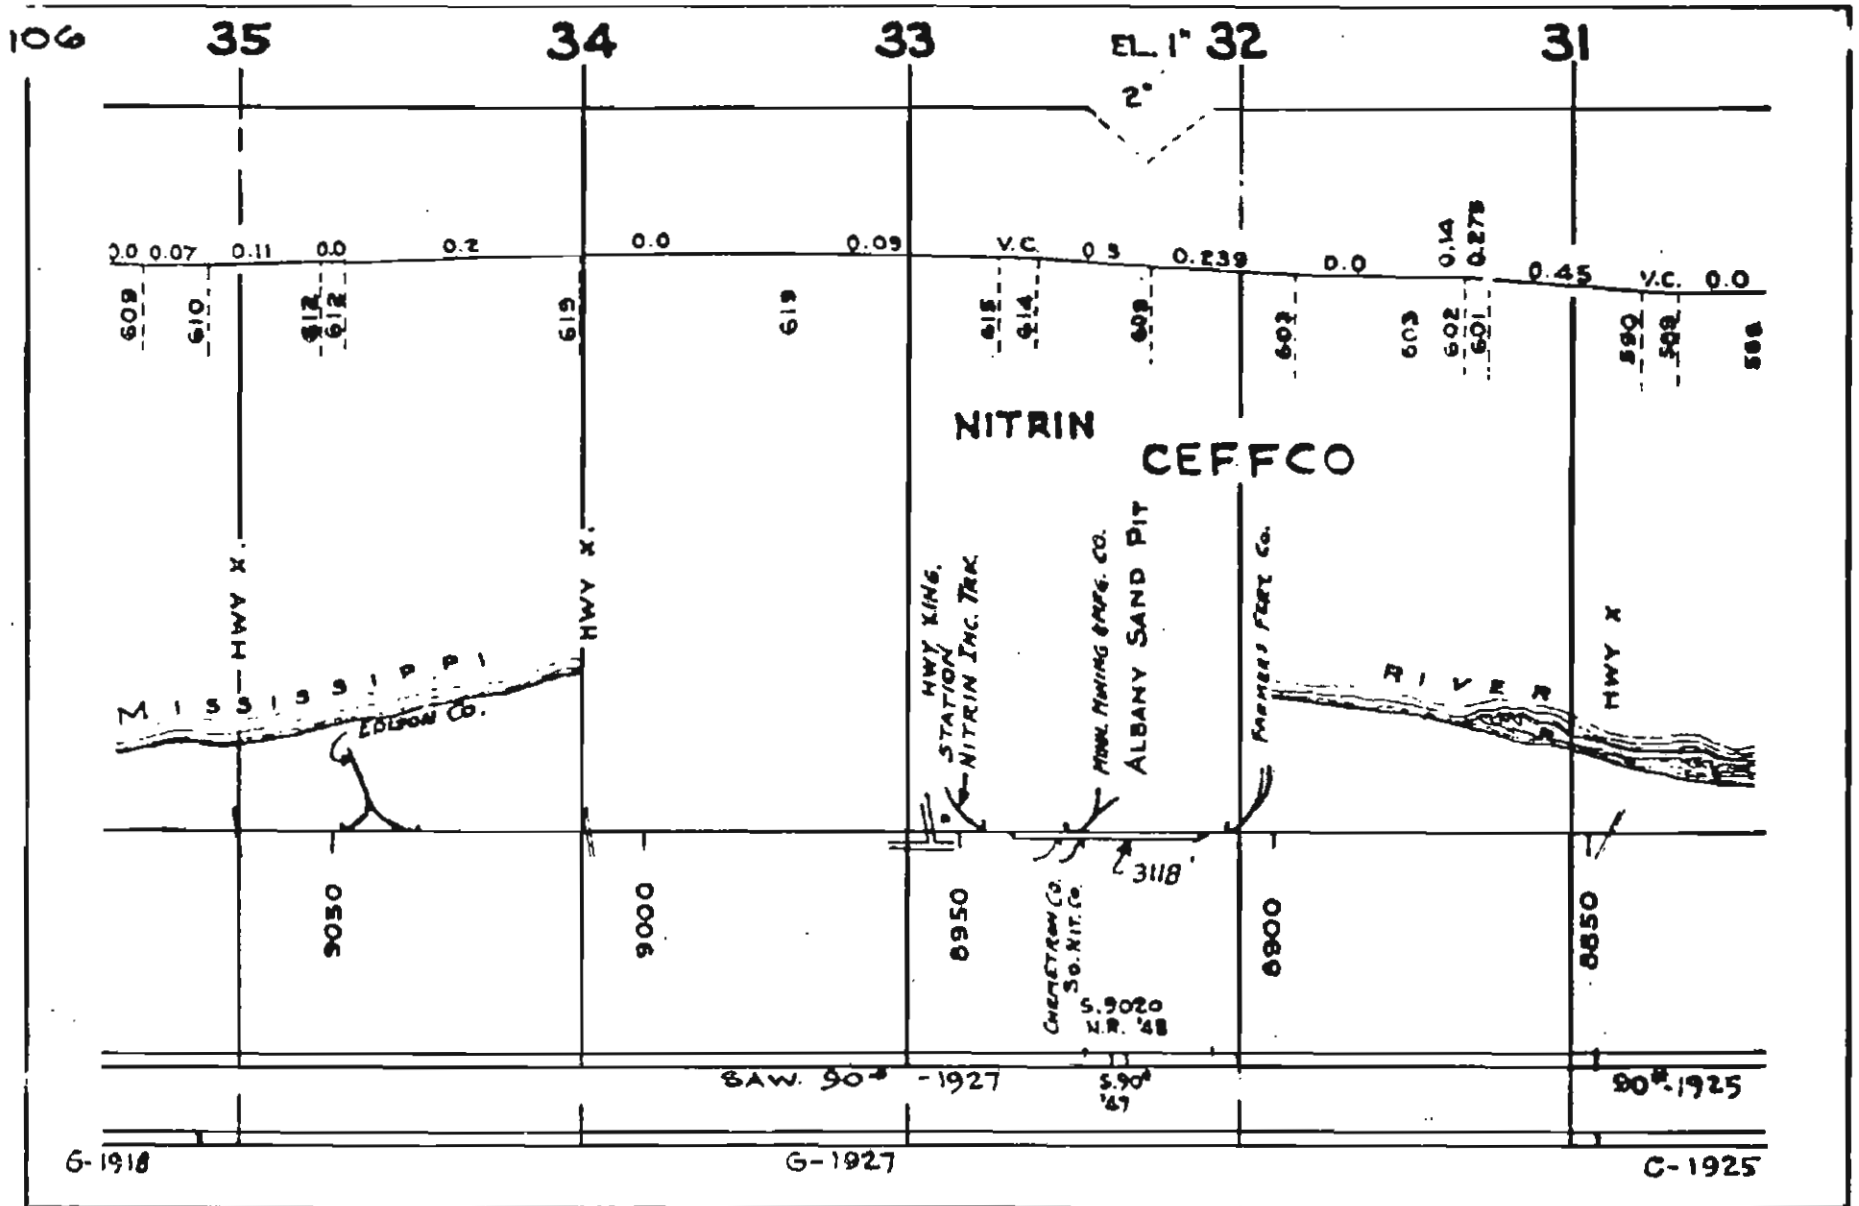 106 35 34 33 EL. 1" 32 31
2°
0.0 0.07 0.11 0.0 0.2 0.0 0.09 V.C. 0.3 0.239 0.0 0.14 0.275 0.45 V.C. 0.0
609 610 612 612 619 619 615 614 609 603 603 602 601 590 588
NITRIN
CEFFCO
HWY X.
HWY X.
HWY XING.
STATION
NITRIN INC. TRK.
MINN. MINING & MFG. CO.
ALBANY SAND PIT
FARMERS FERT. CO.
HWY X
MISSISSIPPI
RIVER
EDISON CO.
3118'
9050 9000 8950 8900 8850
CHEMETRON CO.
SO. NIT. CO.
S.9020
N.R. '48
SAW. 90# -1927
S.90#
'47
90#-1925
G-1918 G-1927 C-1925